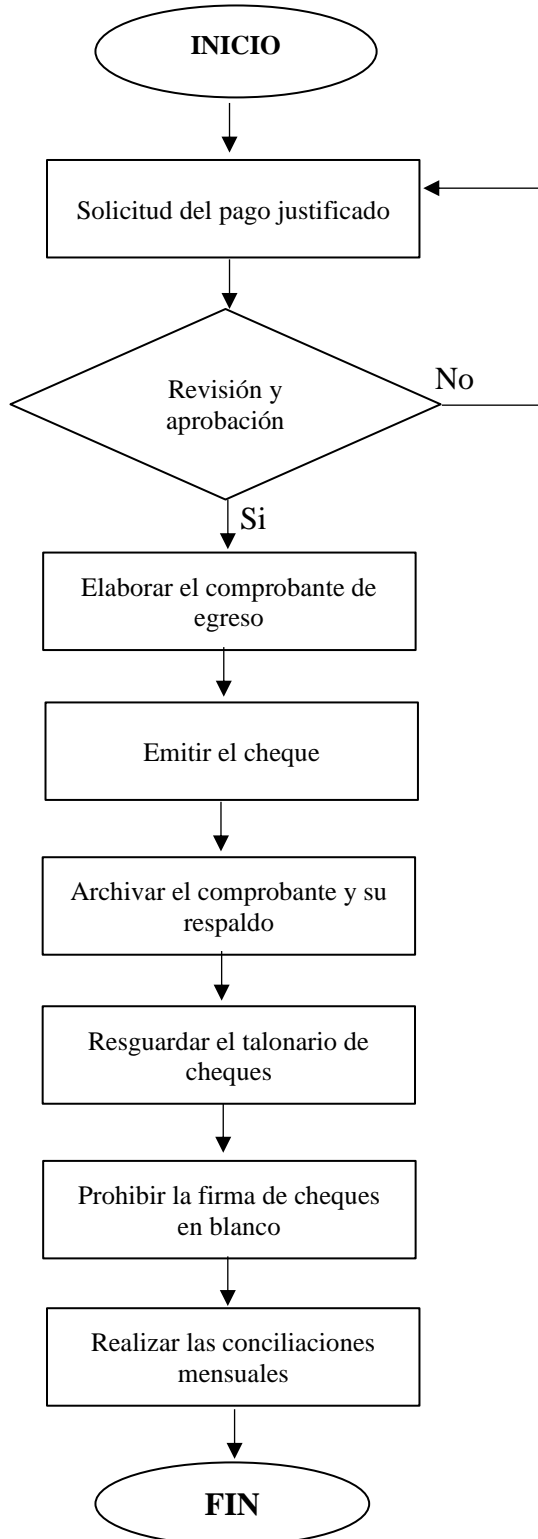 INICIO
Solicitud del pago justificado
Revisión y
aprobación
No
Si
Elaborar el comprobante de
egreso
Emitir el cheque
Archivar el comprobante y su
respaldo
Resguardar el talonario de
cheques
Prohibir la firma de cheques
en blanco
Realizar las conciliaciones
mensuales
FIN